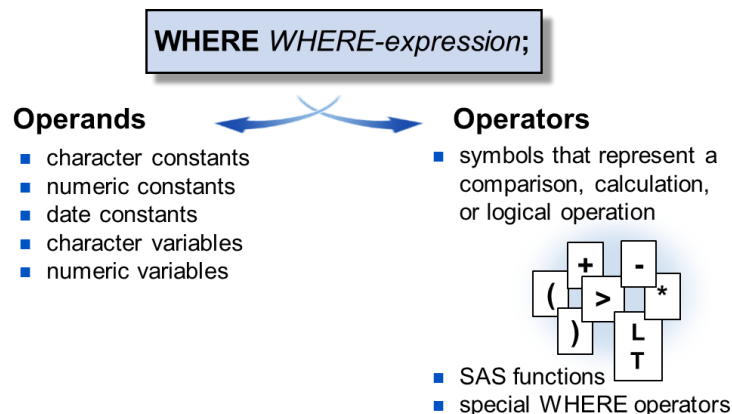 WHERE WHERE-expression;
Operands
character constants
numeric constants
date constants
character variables
numeric variables
Operators
symbols that represent a
comparison, calculation,
or logical operation
+ -
( > *
) L
T
SAS functions
special WHERE operators